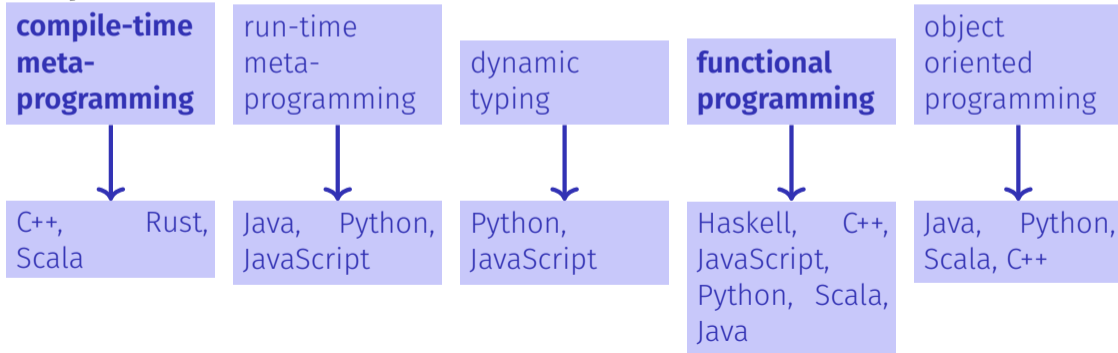 compile-time
meta-
programming
run-time
meta-
programming
dynamic
typing
functional
programming
object
oriented
programming
C++, Rust,
Scala
Java, Python,
JavaScript
Python,
JavaScript
Haskell, C++,
JavaScript,
Python, Scala,
Java
Java, Python,
Scala, C++